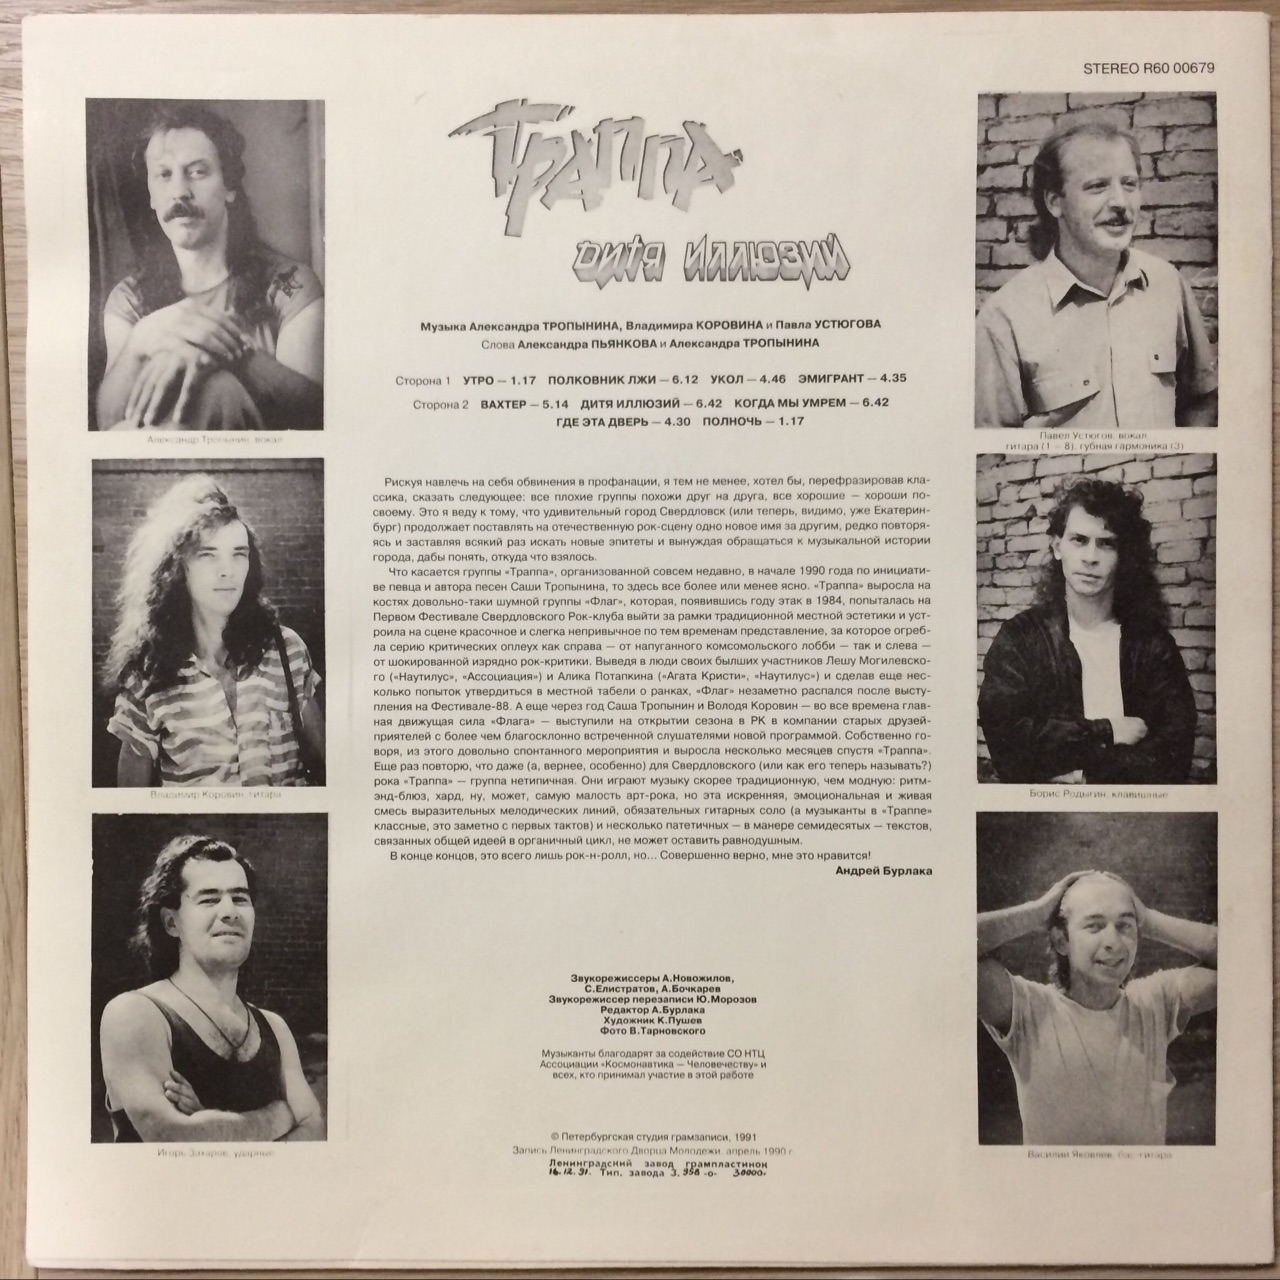 STEREO R60 00679
Траппа
дитя иллюзий
Музыка Александра ТРОПЫНИНА, Владимира КОРОВИНА и Павла УСТЮГОВА
Слова Александра ПЬЯНКОВА и Александра ТРОПЫНИНА
Сторона 1 УТРО — 1.17 ПОЛКОВНИК ЛЖИ — 6.12 УКОЛ — 4.46 ЭМИГРАНТ — 4.35
Сторона 2 ВАХТЕР — 5.14 ДИТЯ ИЛЛЮЗИЙ — 6.42 КОГДА МЫ УМРЕМ — 6.42
ГДЕ ЭТА ДВЕРЬ — 4.30 ПОЛНОЧЬ — 1.17
Александр Тропынин, вокал
Павел Устюгов, вокал,
гитара (1 — 8), губная гармоника (3)
Рискуя навлечь на себя обвинения в профанации, я тем не менее, хотел бы, перефразировав кла-
ссика, сказать следующее: все плохие группы похожи друг на друга, все хорошие — хороши по-
своему. Это я веду к тому, что удивительный город Свердловск (или теперь, видимо, уже Екатерин-
бург) продолжает поставлять на отечественную рок-сцену одно новое имя за другим, редко повторя-
ясь и заставляя всякий раз искать новые эпитеты и вынуждая обращаться к музыкальной истории
города, дабы понять, откуда что взялось.
Что касается группы «Траппа», организованной совсем недавно, в начале 1990 года по инициати-
ве певца и автора песен Саши Тропынина, то здесь все более или менее ясно. «Траппа» выросла на
костях довольно-таки шумной группы «Флаг», которая, появившись году этак в 1984, попыталась на
Первом Фестивале Свердловского Рок-клуба выйти за рамки традиционной местной эстетики и уст-
роила на сцене красочное и слегка непривычное по тем временам представление, за которое огреб-
ла серию критических оплеух как справа — от напуганного комсомольского лобби — так и слева —
от шокированной изрядно рок-критики. Выведя в люди своих былших участников Лешу Могилевско-
го («Наутилус», «Ассоциация») и Алика Потапкина («Агата Кристи», «Наутилус») и сделав еще нес-
колько попыток утвердиться в местной табели о ранках, «Флаг» незаметно распался после высту-
пления на Фестивале-88. А еще через год Саша Тропынин и Володя Коровин — во все времена глав-
ная движущая сила «Флага» — выступили на открытии сезона в РК в компании старых друзей-
приятелей с более чем благосклонно встреченной слушателями новой программой. Собственно го-
воря, из этого довольно спонтанного мероприятия и выросла несколько месяцев спустя «Траппа».
Еще раз повторю, что даже (а, вернее, особенно) для Свердловского (или как его теперь называть?)
рока «Траппа» — группа нетипичная. Они играют музыку скорее традиционную, чем модную: ритм-
энд-блюз, хард, ну, может, самую малость арт-рока, но эта искренняя, эмоциональная и живая
смесь выразительных мелодических линий, обязательных гитарных соло (а музыканты в «Траппе»
классные, это заметно с первых тактов) и несколько патетичных — в манере семидесятых — текстов,
связанных общей идеей в органичный цикл, не может оставить равнодушным.
В конце концов, это всего лишь рок-н-ролл, но... Совершенно верно, мне это нравится!
Андрей Бурлака
Владимир Коровин, гитара
Борис Родыгин, клавишные
Звукорежиссеры А.Новожилов,
С.Елистратов, А.Бочкарев
Звукорежиссер перезаписи Ю.Морозов
Редактор А.Бурлака
Художник К.Пушев
Фото В.Тарновского
Музыканты благодарят за содействие СО НТЦ
Ассоциации «Космонавтика — Человечеству» и
всех, кто принимал участие в этой работе
Игорь Захаров, ударные
Василий Яковлев, бас-гитара
© Петербургская студия грамзаписи, 1991
Запись Ленинградского Дворца Молодежи, апрель 1990 г
Ленинградский завод грампластинок
16.12.91. Тип. завода З. 958 -о- 30000-